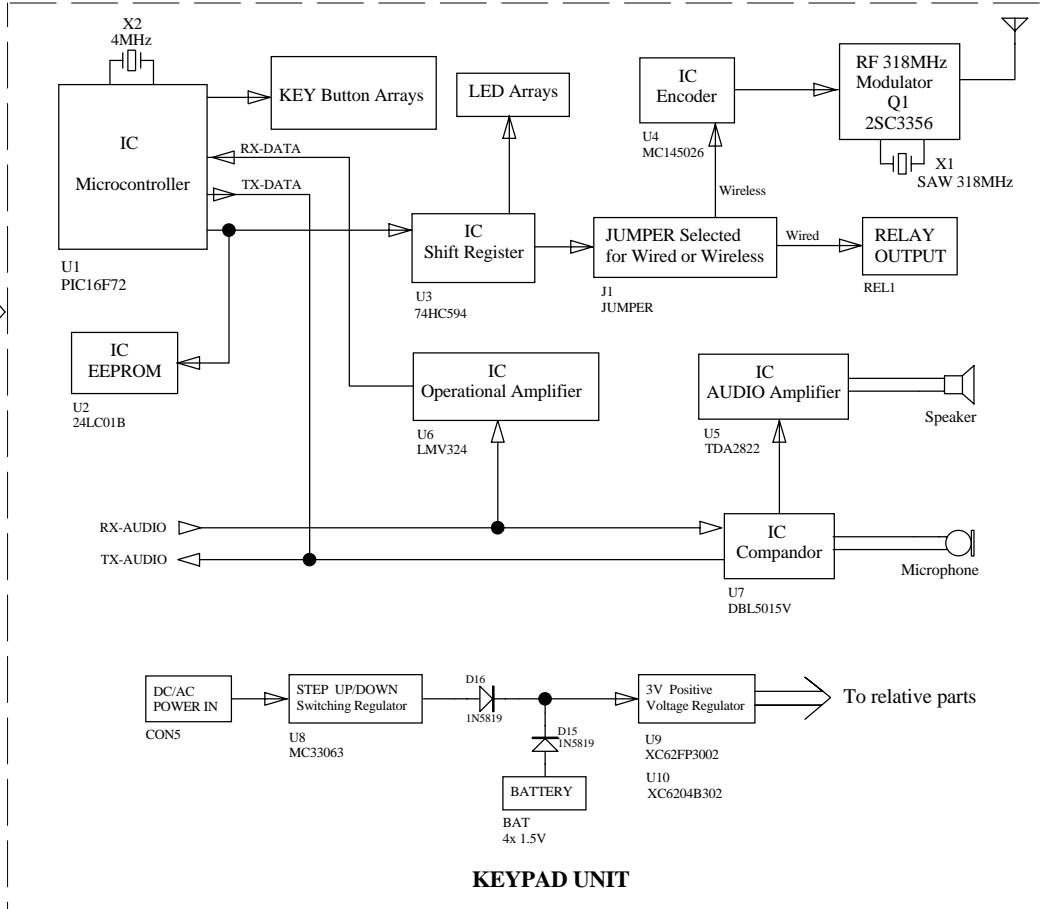 X2
4MHz
IC
Microcontroller
U1
PIC16F72
KEY Button Arrays
LED Arrays
IC
Encoder
U4
MC145026
RF 318MHz
Modulator
Q1
2SC3356
X1
SAW 318MHz
RX-DATA
TX-DATA
Wireless
IC
Shift Register
U3
74HC594
JUMPER Selected
for Wired or Wireless
J1
JUMPER
Wired
RELAY
OUTPUT
REL1
IC
EEPROM
U2
24LC01B
IC
Operational Amplifier
U6
LMV324
IC
AUDIO Amplifier
U5
TDA2822
Speaker
RX-AUDIO
TX-AUDIO
IC
Compandor
U7
DBL5015V
Microphone
DC/AC
POWER IN
CON5
STEP UP/DOWN
Switching Regulator
U8
MC33063
D16
1N5819
D15
1N5819
BATTERY
BAT
4x 1.5V
3V Positive
Voltage Regulator
U9
XC62FP3002
U10
XC6204B302
To relative parts
KEYPAD UNIT